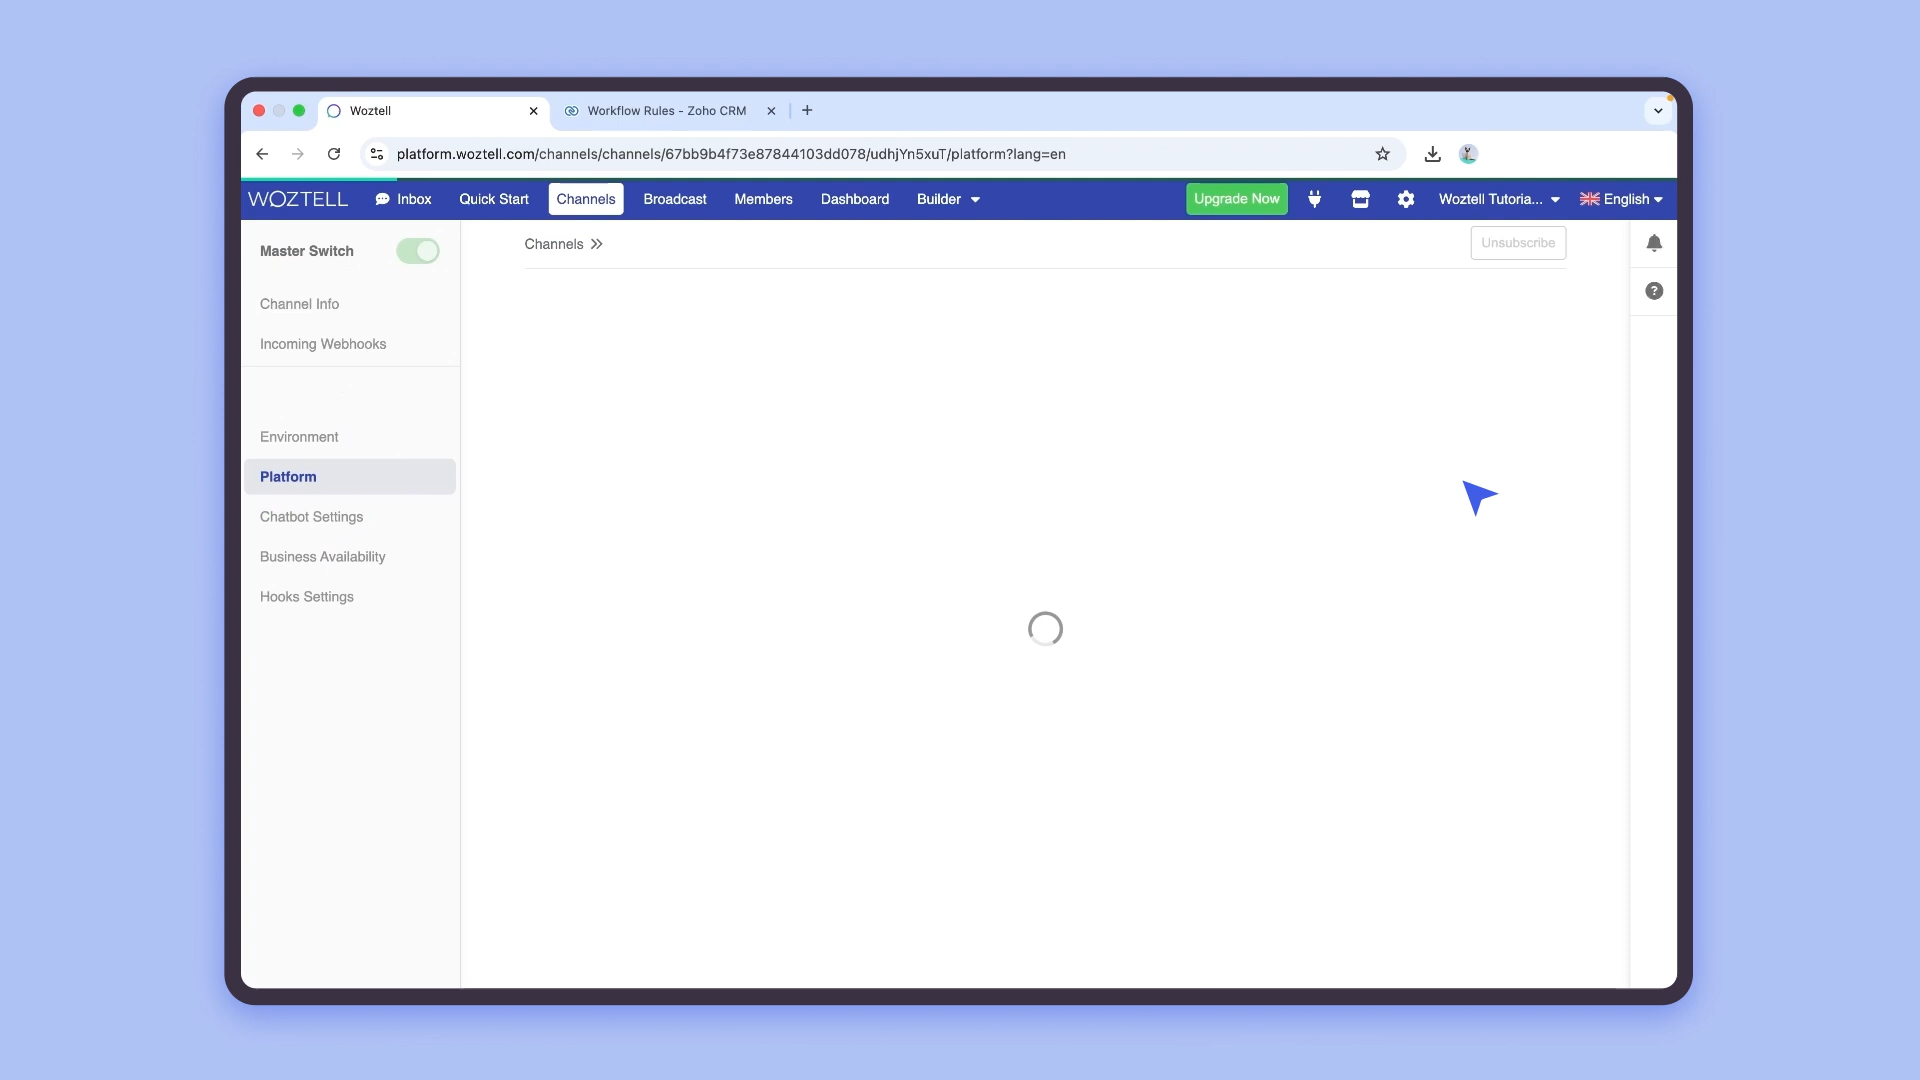 Woztell
Workflow Rules - Zoho CRM
platform.woztell.com/channels/channels/67bb9b4f73e87844103dd078/udhjYn5xuT/platform?lang=en
WOZTELL Inbox Quick Start Channels Broadcast Members Dashboard Builder Upgrade Now Woztell Tutoria... English
Master Switch
Channels
Unsubscribe
Channel Info
Incoming Webhooks
Environment
Platform
Chatbot Settings
Business Availability
Hooks Settings